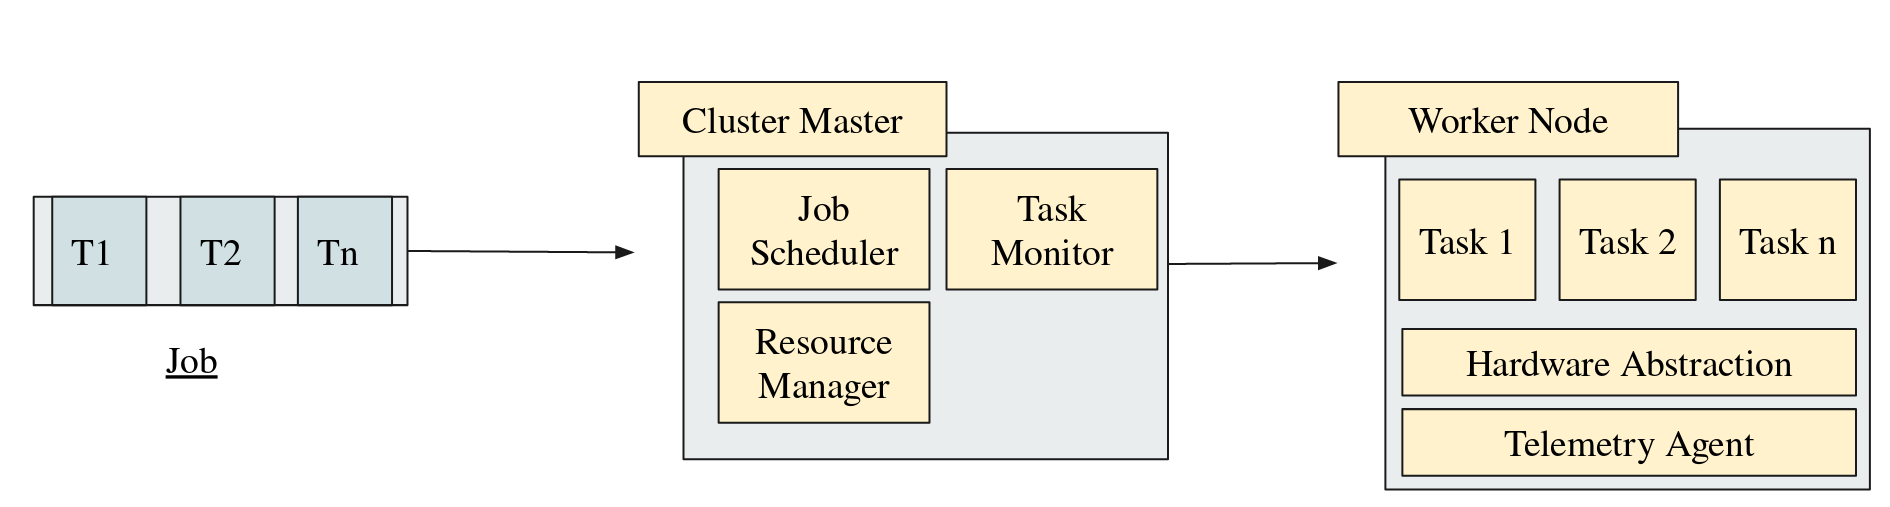 T1
T2
Tn
Job
Cluster Master
Job
Scheduler
Task
Monitor
Resource
Manager
Worker Node
Task 1
Task 2
Task n
Hardware Abstraction
Telemetry Agent